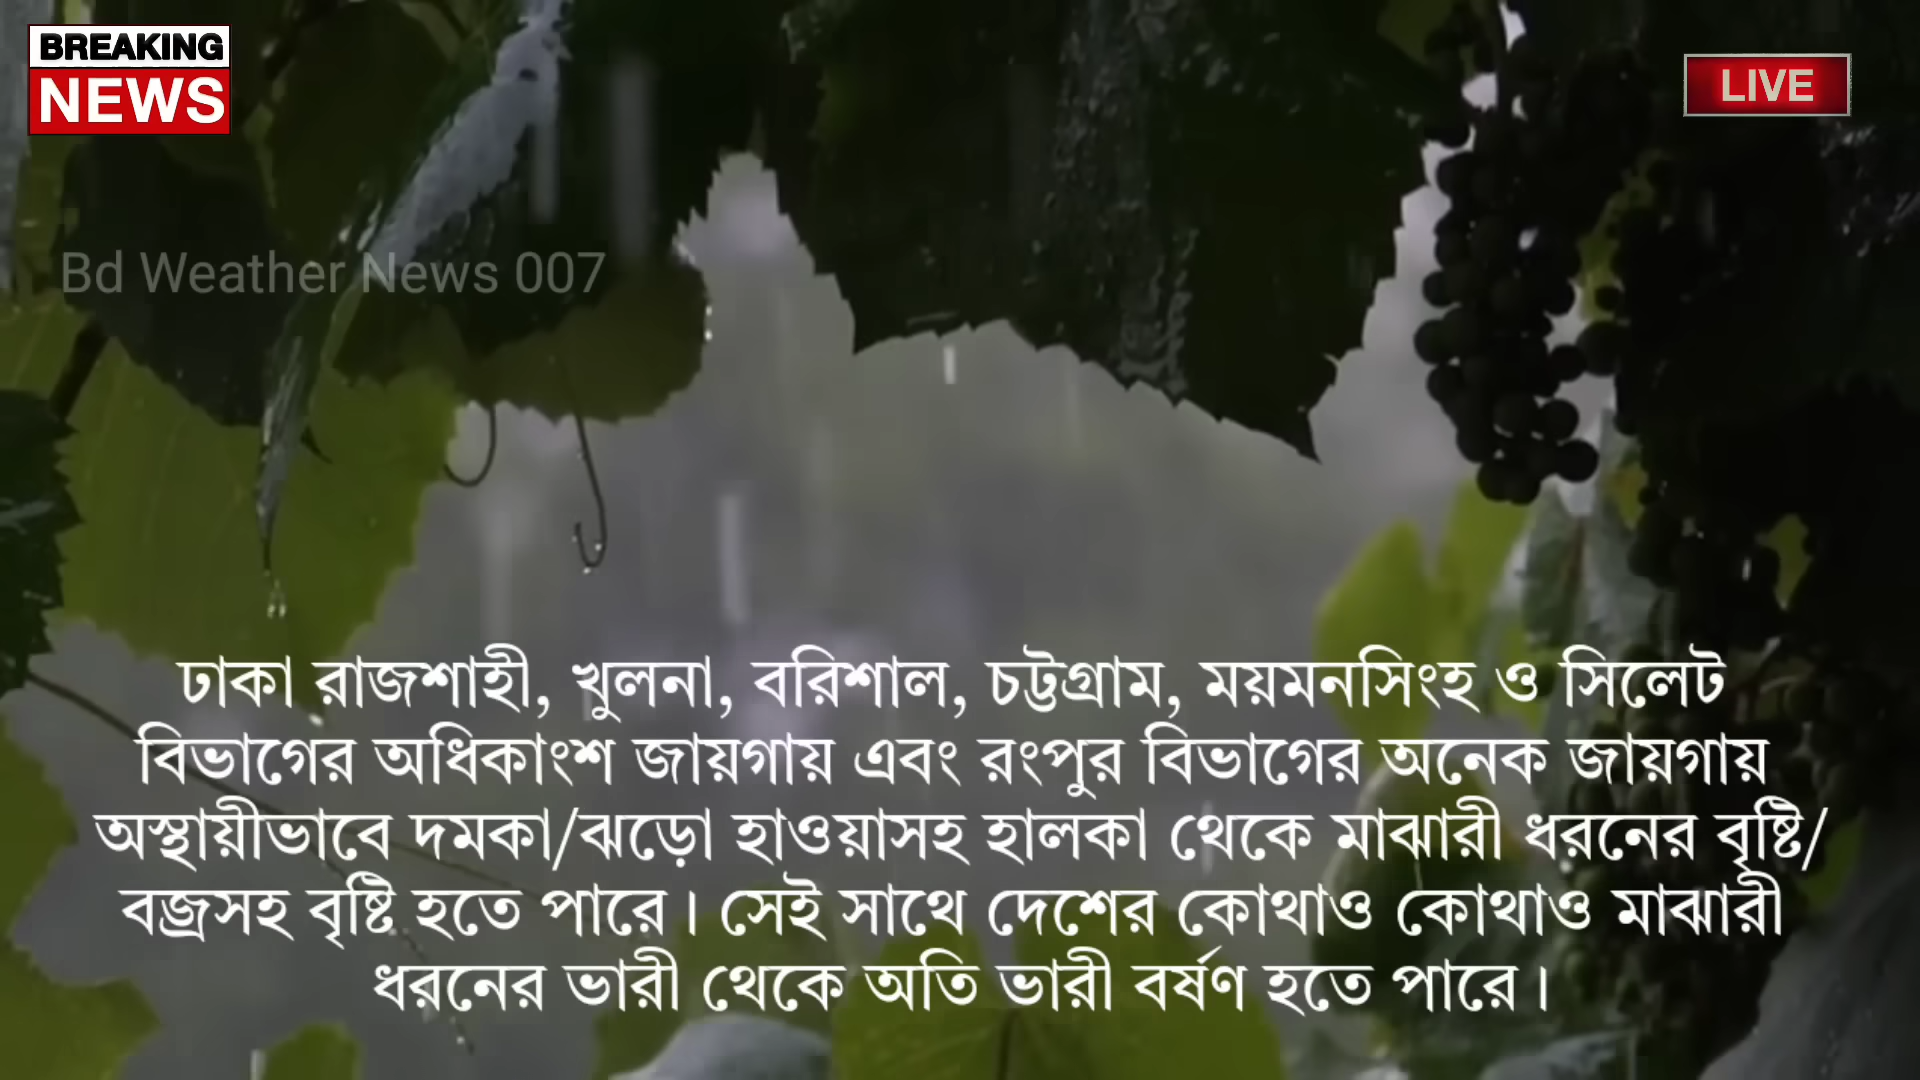 BREAKING
NEWS
LIVE
Bd Weather News 007
ঢাকা রাজশাহী, খুলনা, বরিশাল, চট্টগ্রাম, ময়মনসিংহ ও সিলেট
বিভাগের অধিকাংশ জায়গায় এবং রংপুর বিভাগের অনেক জায়গায়
অস্থায়ীভাবে দমকা/ঝড়ো হাওয়াসহ হালকা থেকে মাঝারী ধরনের বৃষ্টি/
বজ্রসহ বৃষ্টি হতে পারে। সেই সাথে দেশের কোথাও কোথাও মাঝারী
ধরনের ভারী থেকে অতি ভারী বর্ষণ হতে পারে।